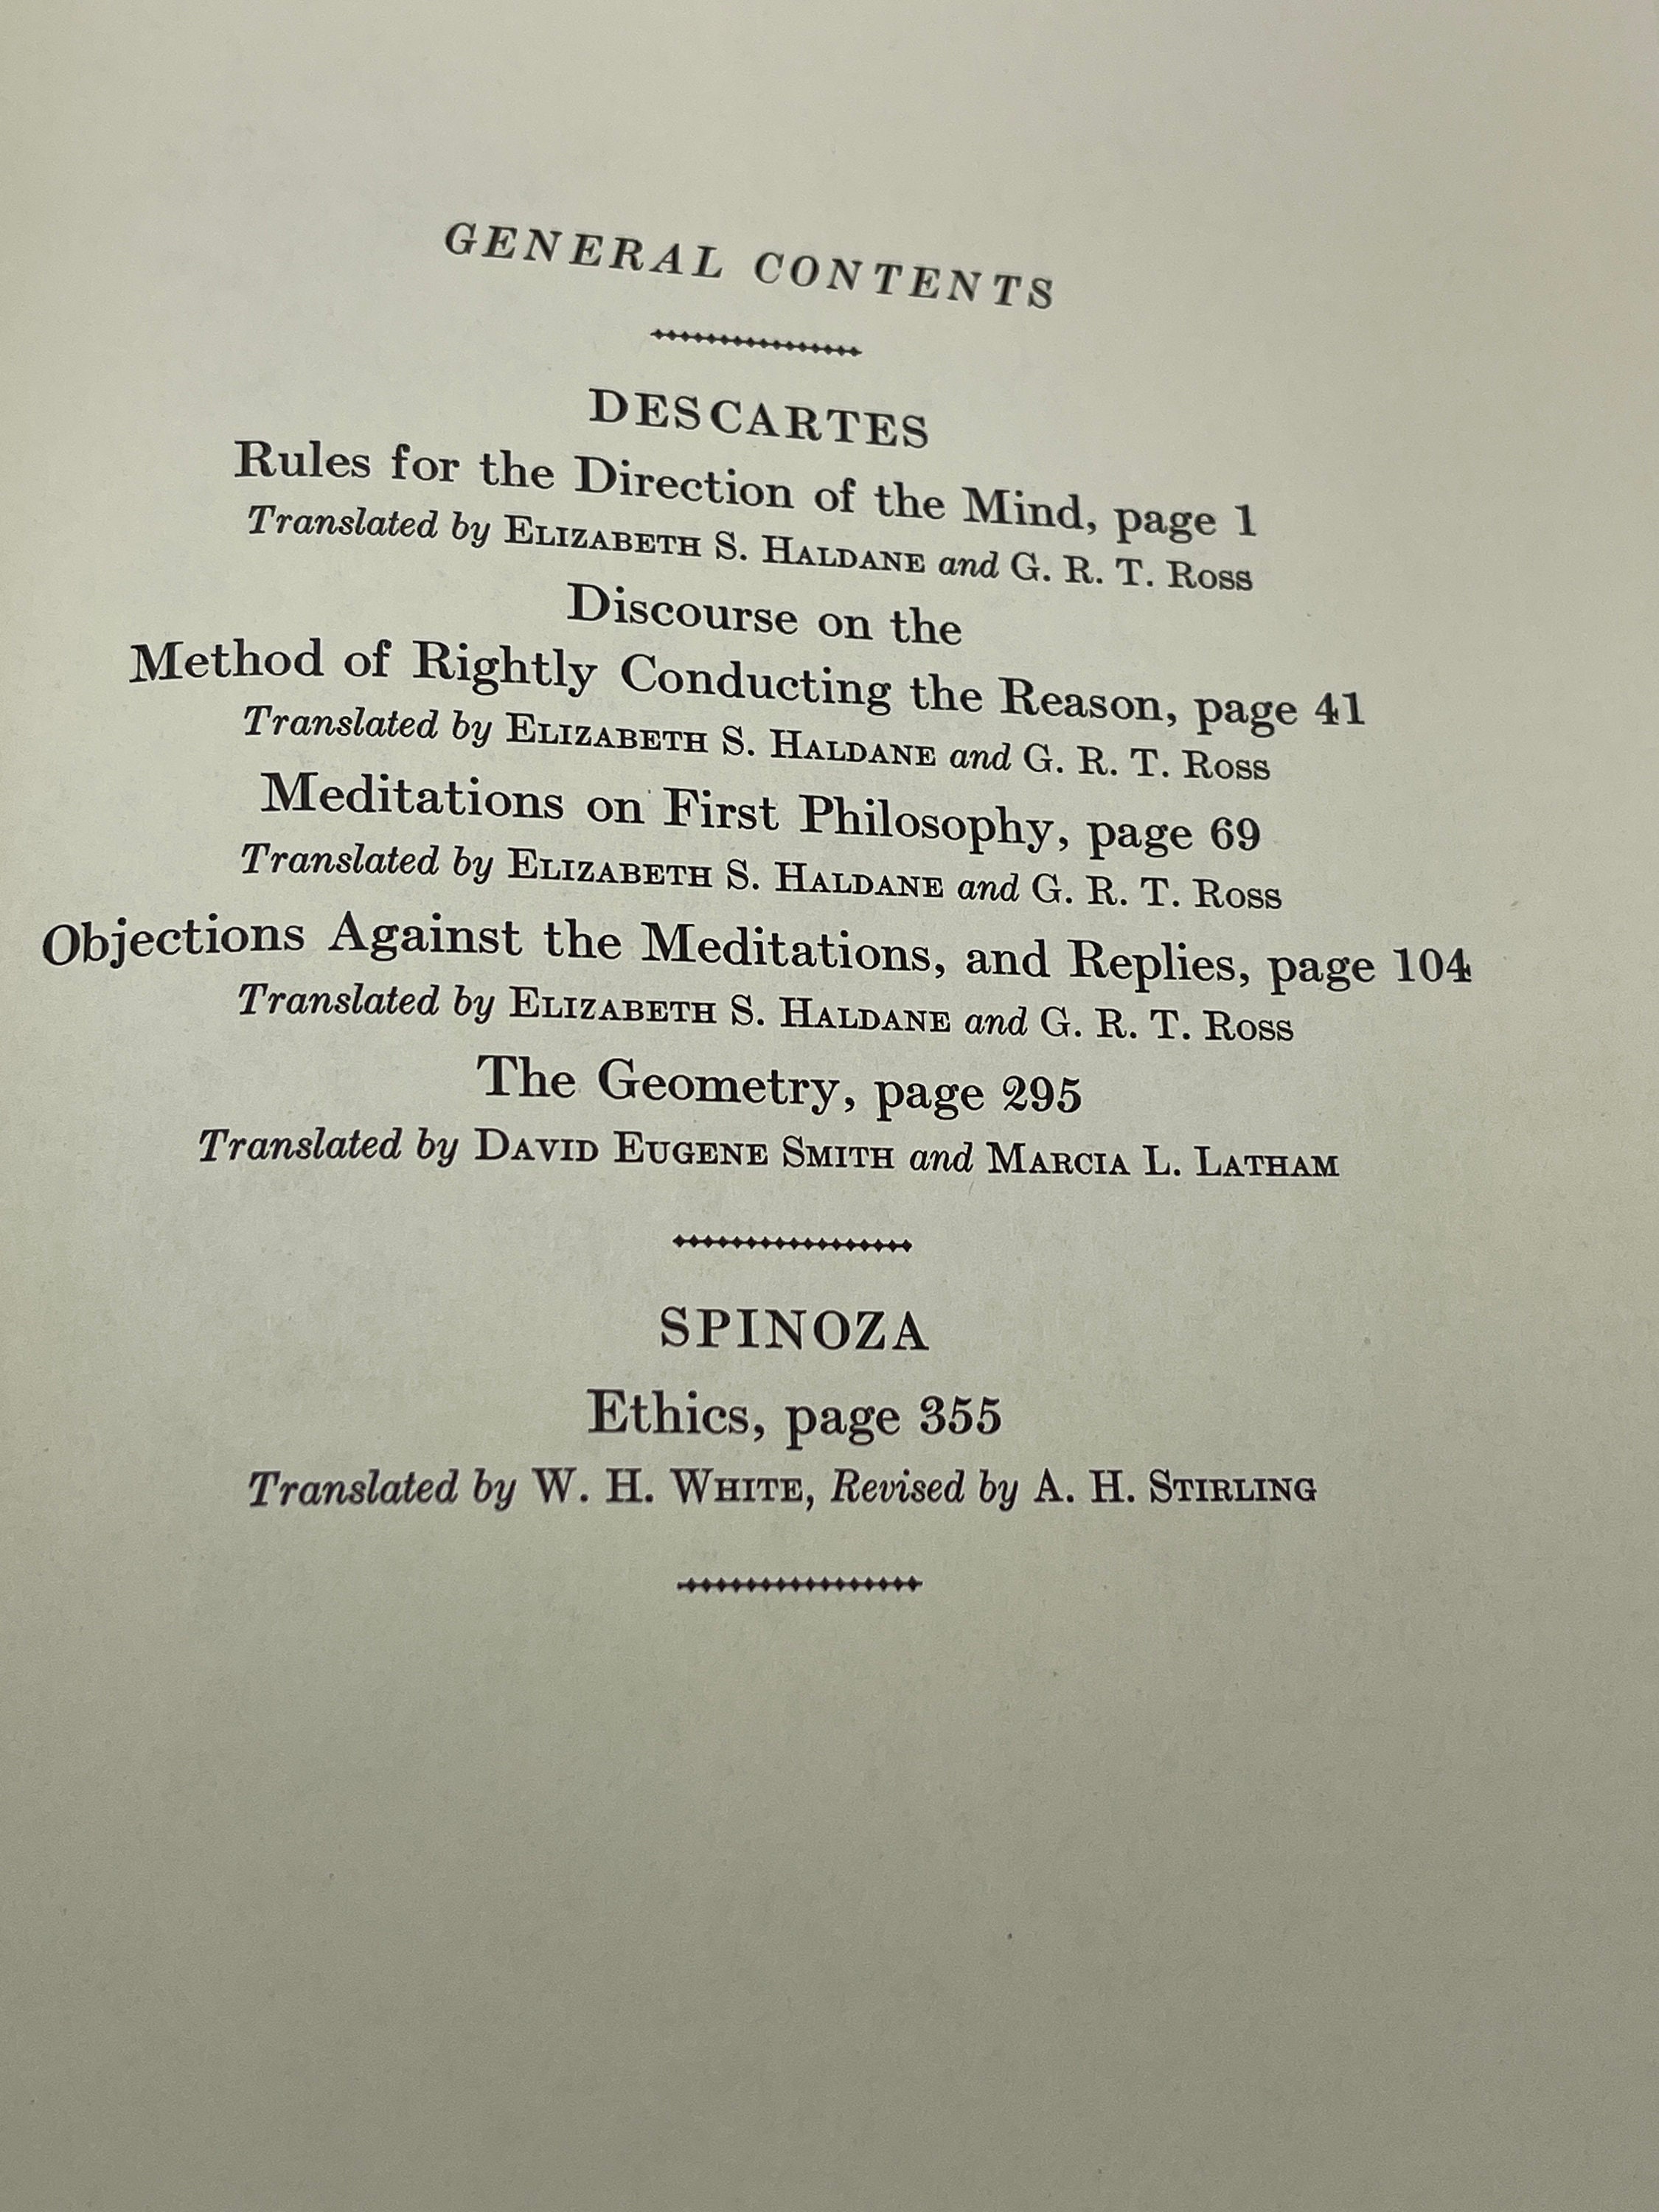 GENERAL CONTENTS
DESCARTES
Rules for the Direction of the Mind, page 1
Translated by ELIZABETH S. HALDANE and G. R. T. ROSS
Discourse on the
Method of Rightly Conducting the Reason, page 41
Translated by ELIZABETH S. HALDANE and G. R. T. ROSS
Meditations on First Philosophy, page 69
Translated by ELIZABETH S. HALDANE and G. R. T. ROSS
Objections Against the Meditations, and Replies, page 104
Translated by ELIZABETH S. HALDANE and G. R. T. ROSS
The Geometry, page 295
Translated by DAVID EUGENE SMITH and MARCIA L. LATHAM
SPINOZA
Ethics, page 355
Translated by W. H. WHITE, Revised by A. H. STIRLING